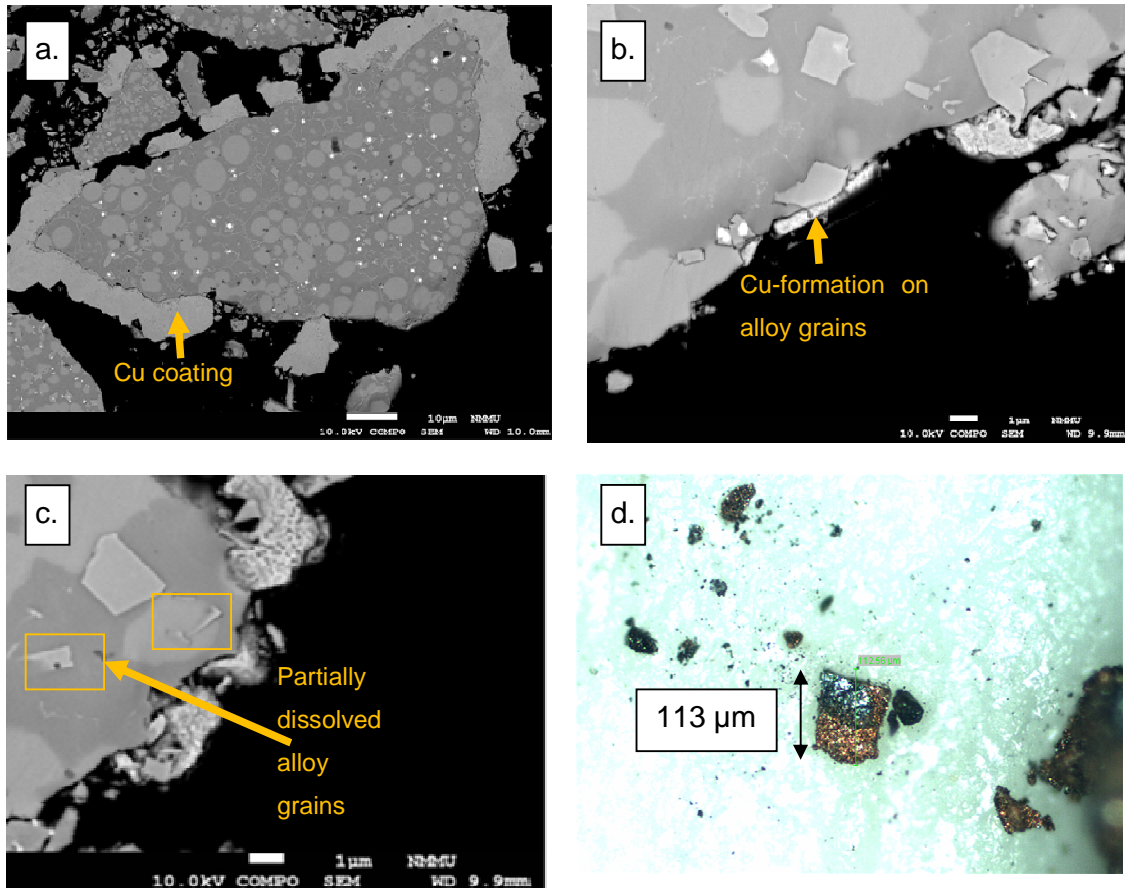 a.
Cu coating
10µm NMMU
10.0kV COMPO SEM WD 10.0mm
b.
Cu-formation on
alloy grains
1µm NMMU
10.0kV COMPO SEM WD 9.9mm
c.
Partially
dissolved
alloy
grains
1µm NMMU
10.0kV COMPO SEM WD 9.9mm
d.
113 µm